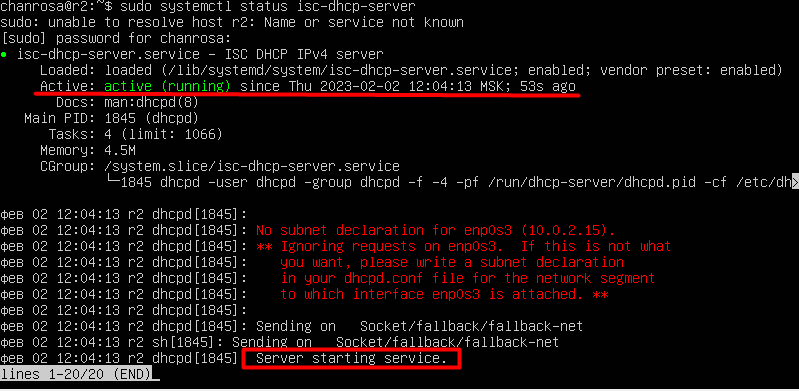 chanrosa@r2:~$ sudo systemctl status isc-dhcp-server
sudo: unable to resolve host r2: Name or service not known
[sudo] password for chanrosa:
● isc-dhcp-server.service - ISC DHCP IPv4 server
Loaded: loaded (/lib/systemd/system/isc-dhcp-server.service; enabled; vendor preset: enabled)
Active: active (running) since Thu 2023-02-02 12:04:13 MSK; 53s ago
Docs: man:dhcpd(8)
Main PID: 1845 (dhcpd)
Tasks: 4 (limit: 1066)
Memory: 4.5M
CGroup: /system.slice/isc-dhcp-server.service
└─1845 dhcpd -user dhcpd -group dhcpd -f -4 -pf /run/dhcp-server/dhcpd.pid -cf /etc/dh>
фев 02 12:04:13 r2 dhcpd[1845]:
фев 02 12:04:13 r2 dhcpd[1845]: No subnet declaration for enp0s3 (10.0.2.15).
фев 02 12:04:13 r2 dhcpd[1845]: ** Ignoring requests on enp0s3. If this is not what
фев 02 12:04:13 r2 dhcpd[1845]: you want, please write a subnet declaration
фев 02 12:04:13 r2 dhcpd[1845]: in your dhcpd.conf file for the network segment
фев 02 12:04:13 r2 dhcpd[1845]: to which interface enp0s3 is attached. **
фев 02 12:04:13 r2 dhcpd[1845]:
фев 02 12:04:13 r2 dhcpd[1845]: Sending on Socket/fallback/fallback-net
фев 02 12:04:13 r2 sh[1845]: Sending on Socket/fallback/fallback-net
фев 02 12:04:13 r2 dhcpd[1845] Server starting service.
lines 1-20/20 (END)